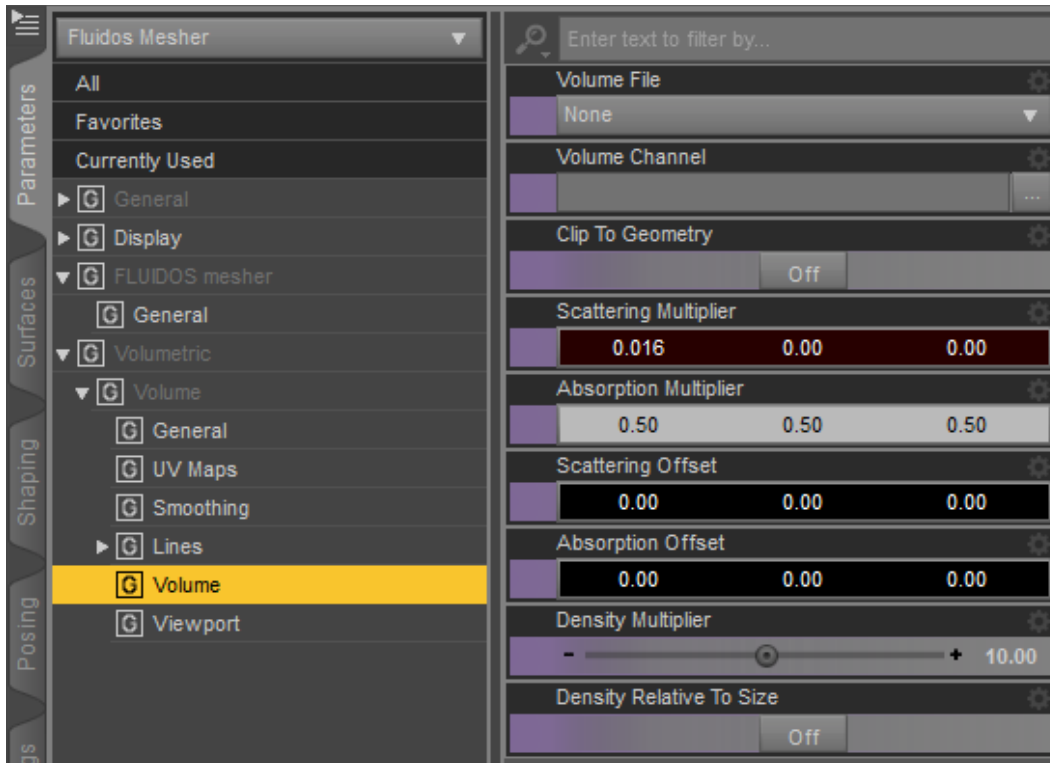 Parameters
Surfaces
Shaping
Posing
gs
Fluidos Mesher
All
Favorites
Currently Used
G General
G Display
G FLUIDOS mesher
G General
G Volumetric
G Volume
G General
G UV Maps
G Smoothing
G Lines
G Volume
G Viewport
Enter text to filter by...
Volume File
None
Volume Channel
...
Clip To Geometry
Off
Scattering Multiplier
0.016 0.00 0.00
Absorption Multiplier
0.50 0.50 0.50
Scattering Offset
0.00 0.00 0.00
Absorption Offset
0.00 0.00 0.00
Density Multiplier
- + 10.00
Density Relative To Size
Off